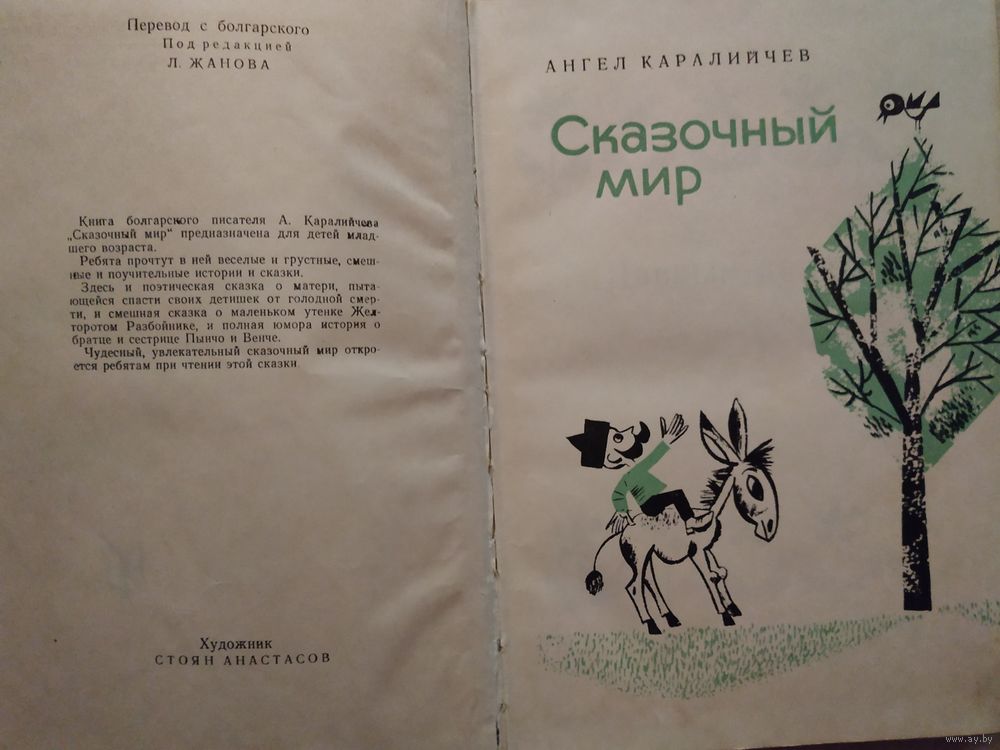 Перевод с болгарского
Под редакцией
Л. ЖАНОВА
Книга болгарского писателя А. Каралийчева
„Сказочный мир“ предназначена для детей млад-
шего возраста.
Ребята прочтут в ней веселые и грустные, смеш-
ные и поучительные истории и сказки.
Здесь и поэтическая сказка о матери, пыта-
ющейся спасти своих детишек от голодной смер-
ти, и смешная сказка о маленьком утенке Жел-
торотом Разбойнике, и полная юмора история о
братце и сестрице Пынчо и Венче.
Чудесный, увлекательный сказочный мир откро-
ется ребятам при чтении этой сказки.
Художник
СТОЯН АНАСТАСОВ
АНГЕЛ КАРАЛИЙЧЕВ
Сказочный
мир
www.ay.by